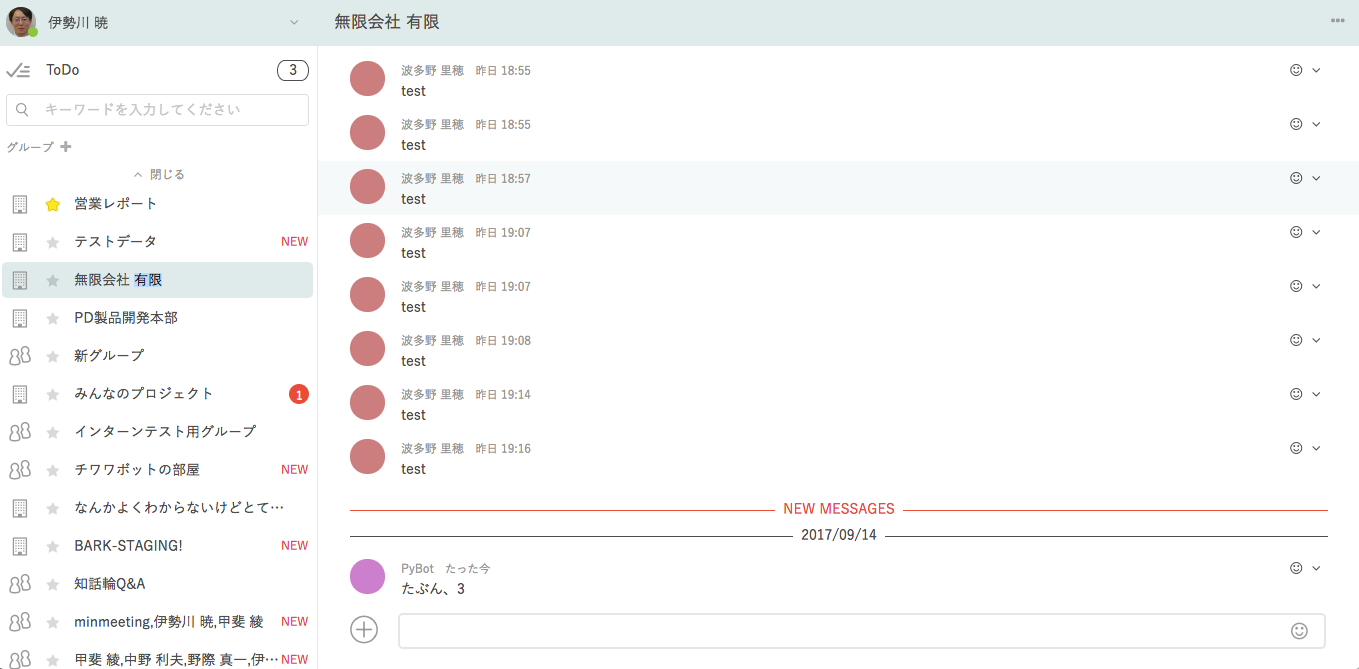 伊勢川 暁
ToDo
3
キーワードを入力してください
グループ
閉じる
営業レポート
テストデータ NEW
無限会社 有限
PD製品開発本部
新グループ
みんなのプロジェクト 1
インターンテスト用グループ
チワワボットの部屋 NEW
なんかよくわからないけどとて…
BARK-STAGING! NEW
知話輪Q&A
minmeeting,伊勢川 暁,甲斐 綾 NEW
甲斐 綾,中野 利夫,野際 真一,伊… NEW
無限会社 有限
波多野 里穂 昨日 18:55
test
波多野 里穂 昨日 18:55
test
波多野 里穂 昨日 18:57
test
波多野 里穂 昨日 19:07
test
波多野 里穂 昨日 19:07
test
波多野 里穂 昨日 19:08
test
波多野 里穂 昨日 19:14
test
波多野 里穂 昨日 19:16
test
NEW MESSAGES
2017/09/14
PyBot たった今
たぶん、3